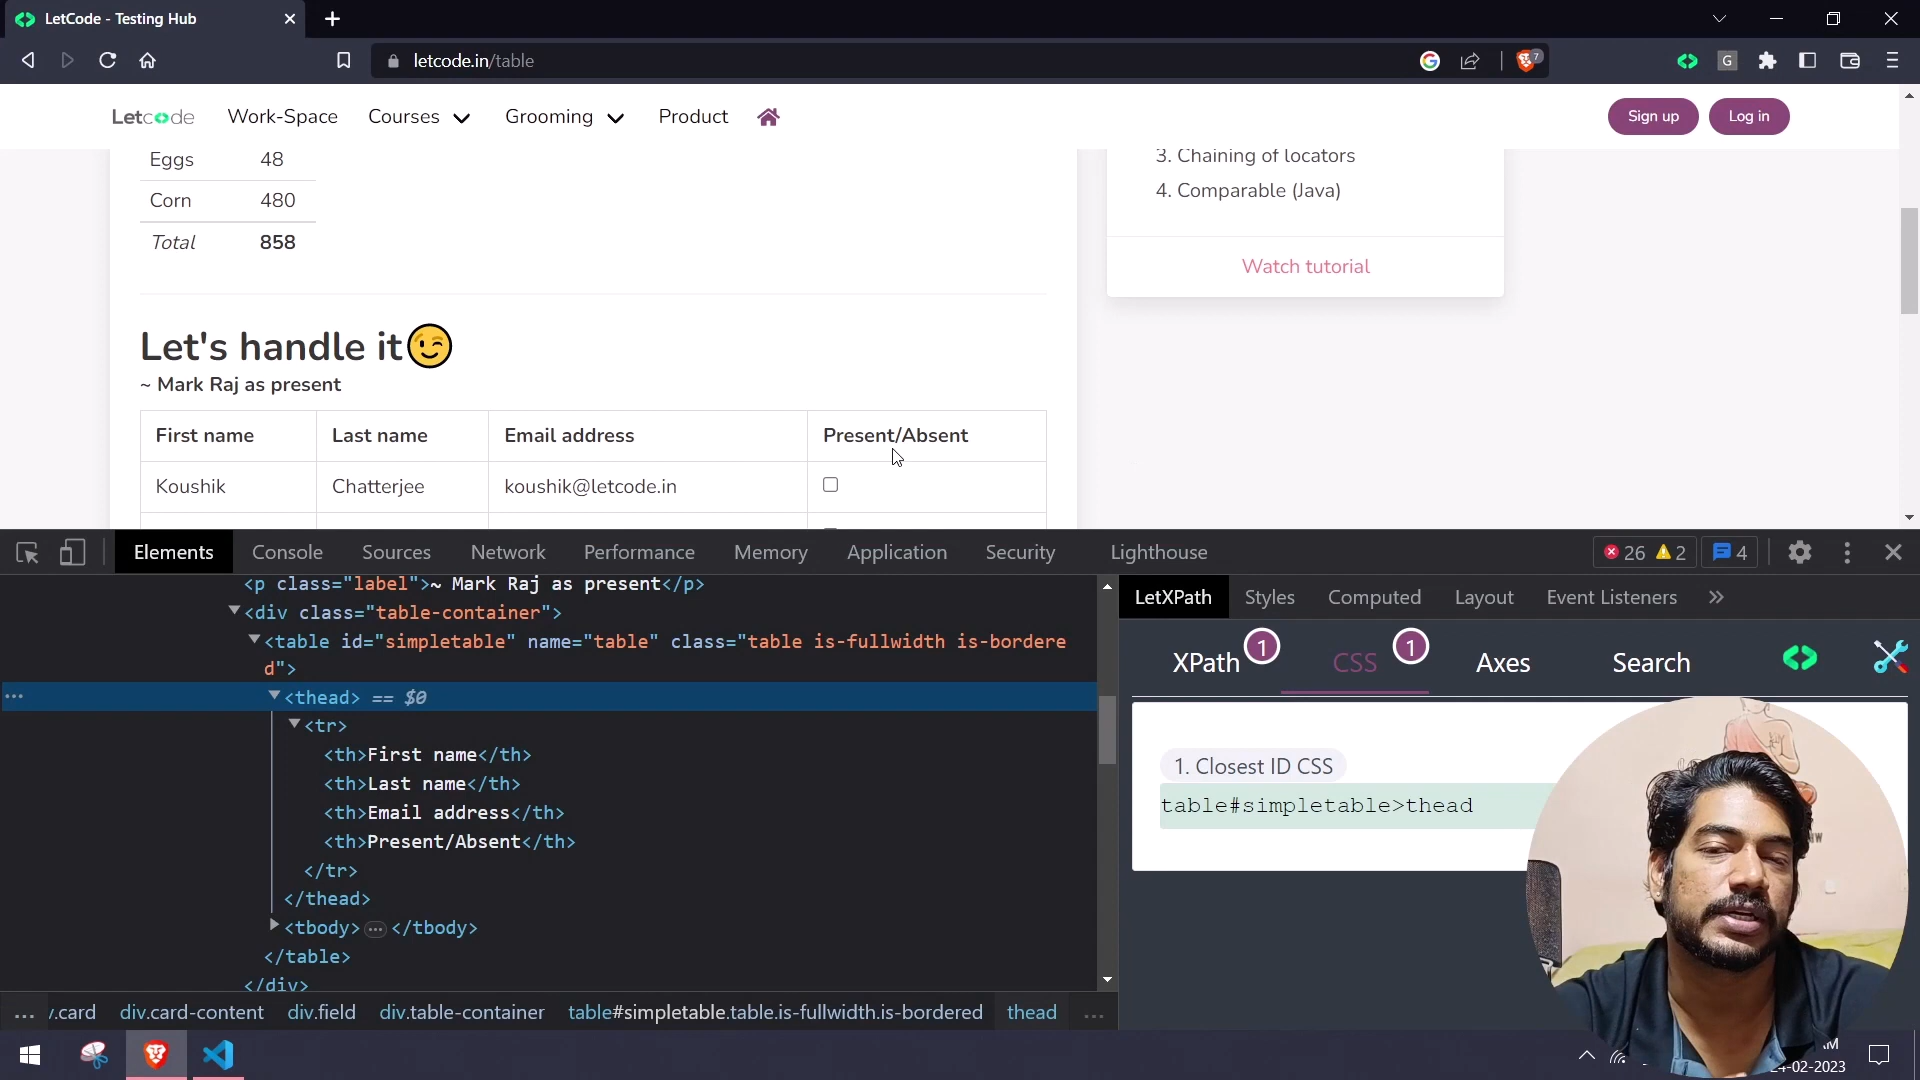 LetCode - Testing Hub
letcode.in/table
7
G
Letcode
Work-Space
Courses
Grooming
Product
Sign up
Log in
Eggs 48
Corn 480
Total 858
3. Chaining of locators
4. Comparable (Java)
Watch tutorial
Let's handle it😉
~ Mark Raj as present
First name Last name Email address Present/Absent
Koushik Chatterjee koushik@letcode.in
Elements Console Sources Network Performance Memory Application Security Lighthouse
26 2 4
<p class="label">~ Mark Raj as present</p>
<div class="table-container">
<table id="simpletable" name="table" class="table is-fullwidth is-bordere
d">
<thead> == $0
<tr>
<th>First name</th>
<th>Last name</th>
<th>Email address</th>
<th>Present/Absent</th>
</tr>
</thead>
<tbody>…</tbody>
</table>
</div>
… v.card div.card-content div.field div.table-container table#simpletable.table.is-fullwidth.is-bordered thead …
LetXPath Styles Computed Layout Event Listeners »
XPath 1 CSS 1 Axes Search
1. Closest ID CSS
table#simpletable>thead
-02-2023